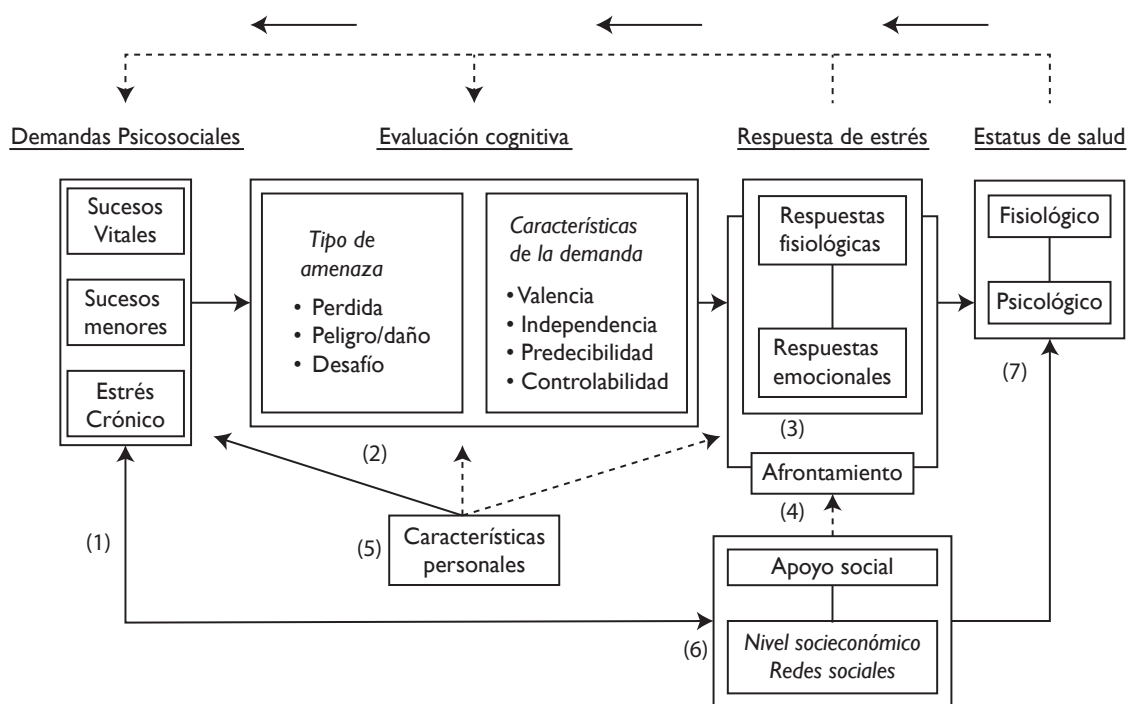 Demandas Psicosociales
Evaluación cognitiva
Respuesta de estrés
Estatus de salud
Sucesos
Vitales
Sucesos
menores
Estrés
Crónico
(1)
Tipo de
amenaza
• Perdida
• Peligro/daño
• Desafío
Características
de la demanda
• Valencia
• Independencia
• Predecibilidad
• Controlabilidad
(2)
Respuestas
fisiológicas
Respuestas
emocionales
(3)
Afrontamiento
(4)
Fisiológico
Psicológico
(7)
(5)
Características
personales
Apoyo social
(6)
Nivel socieconómico
Redes sociales